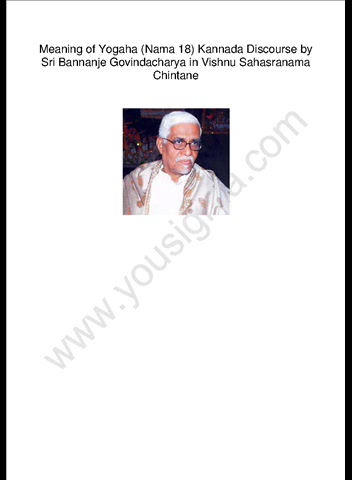 Meaning of Yogaha (Nama 18) Kannada Discourse by
Sri Bannanje Govindacharya in Vishnu Sahasranama
Chintane